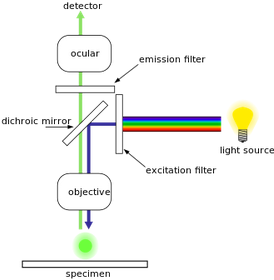 detector
ocular
emission filter
dichroic mirror
light source
excitation filter
objective
specimen